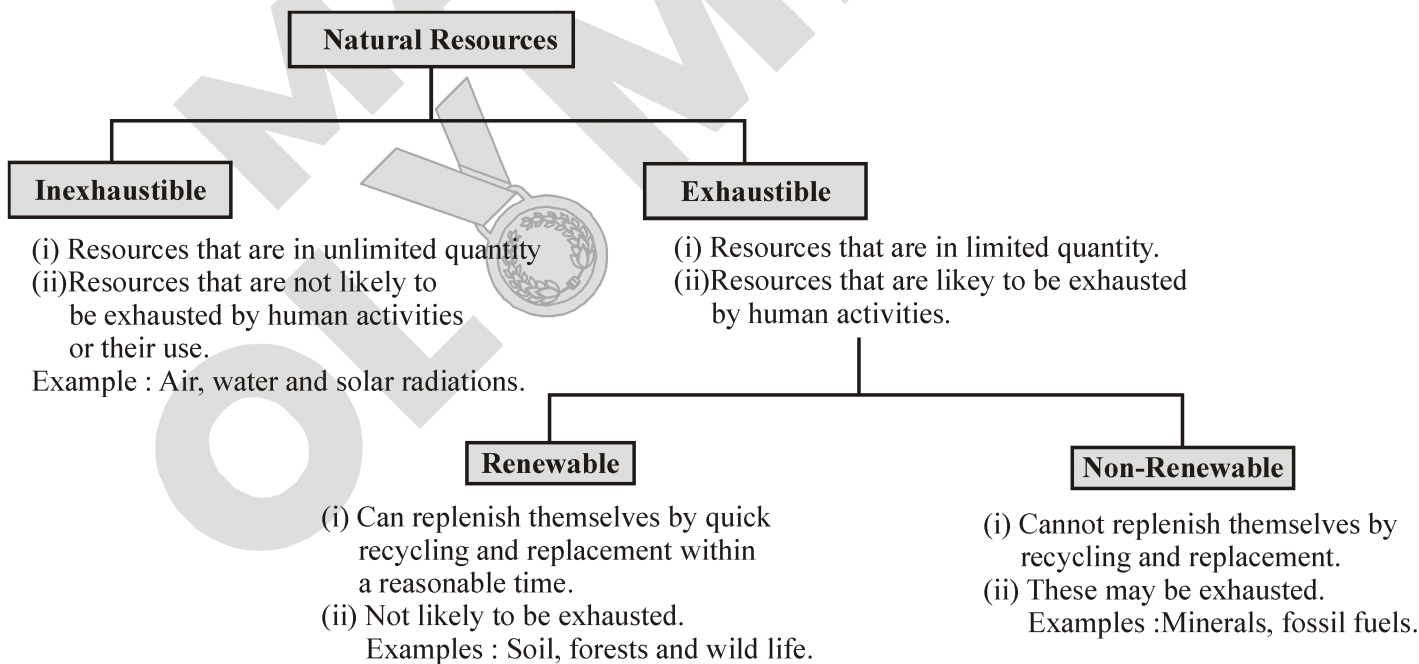 Natural Resources
Inexhaustible
(i) Resources that are in unlimited quantity
(ii)Resources that are not likely to
be exhausted by human activities
or their use.
Example : Air, water and solar radiations.
Exhaustible
(i) Resources that are in limited quantity.
(ii)Resources that are likey to be exhausted
by human activities.
Renewable
(i) Can replenish themselves by quick
recycling and replacement within
a reasonable time.
(ii) Not likely to be exhausted.
Examples : Soil, forests and wild life.
Non-Renewable
(i) Cannot replenish themselves by
recycling and replacement.
(ii) These may be exhausted.
Examples :Minerals, fossil fuels.